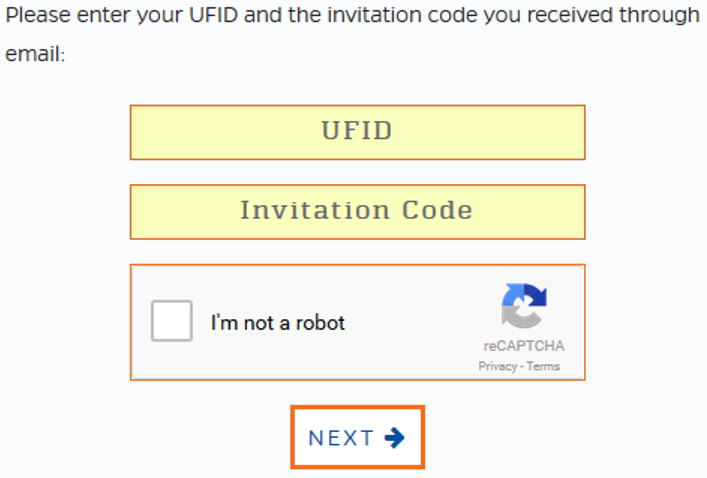 Please enter your UFID and the invitation code you received through
email:
UFID
Invitation Code
I'm not a robot
reCAPTCHA
Privacy - Terms
NEXT